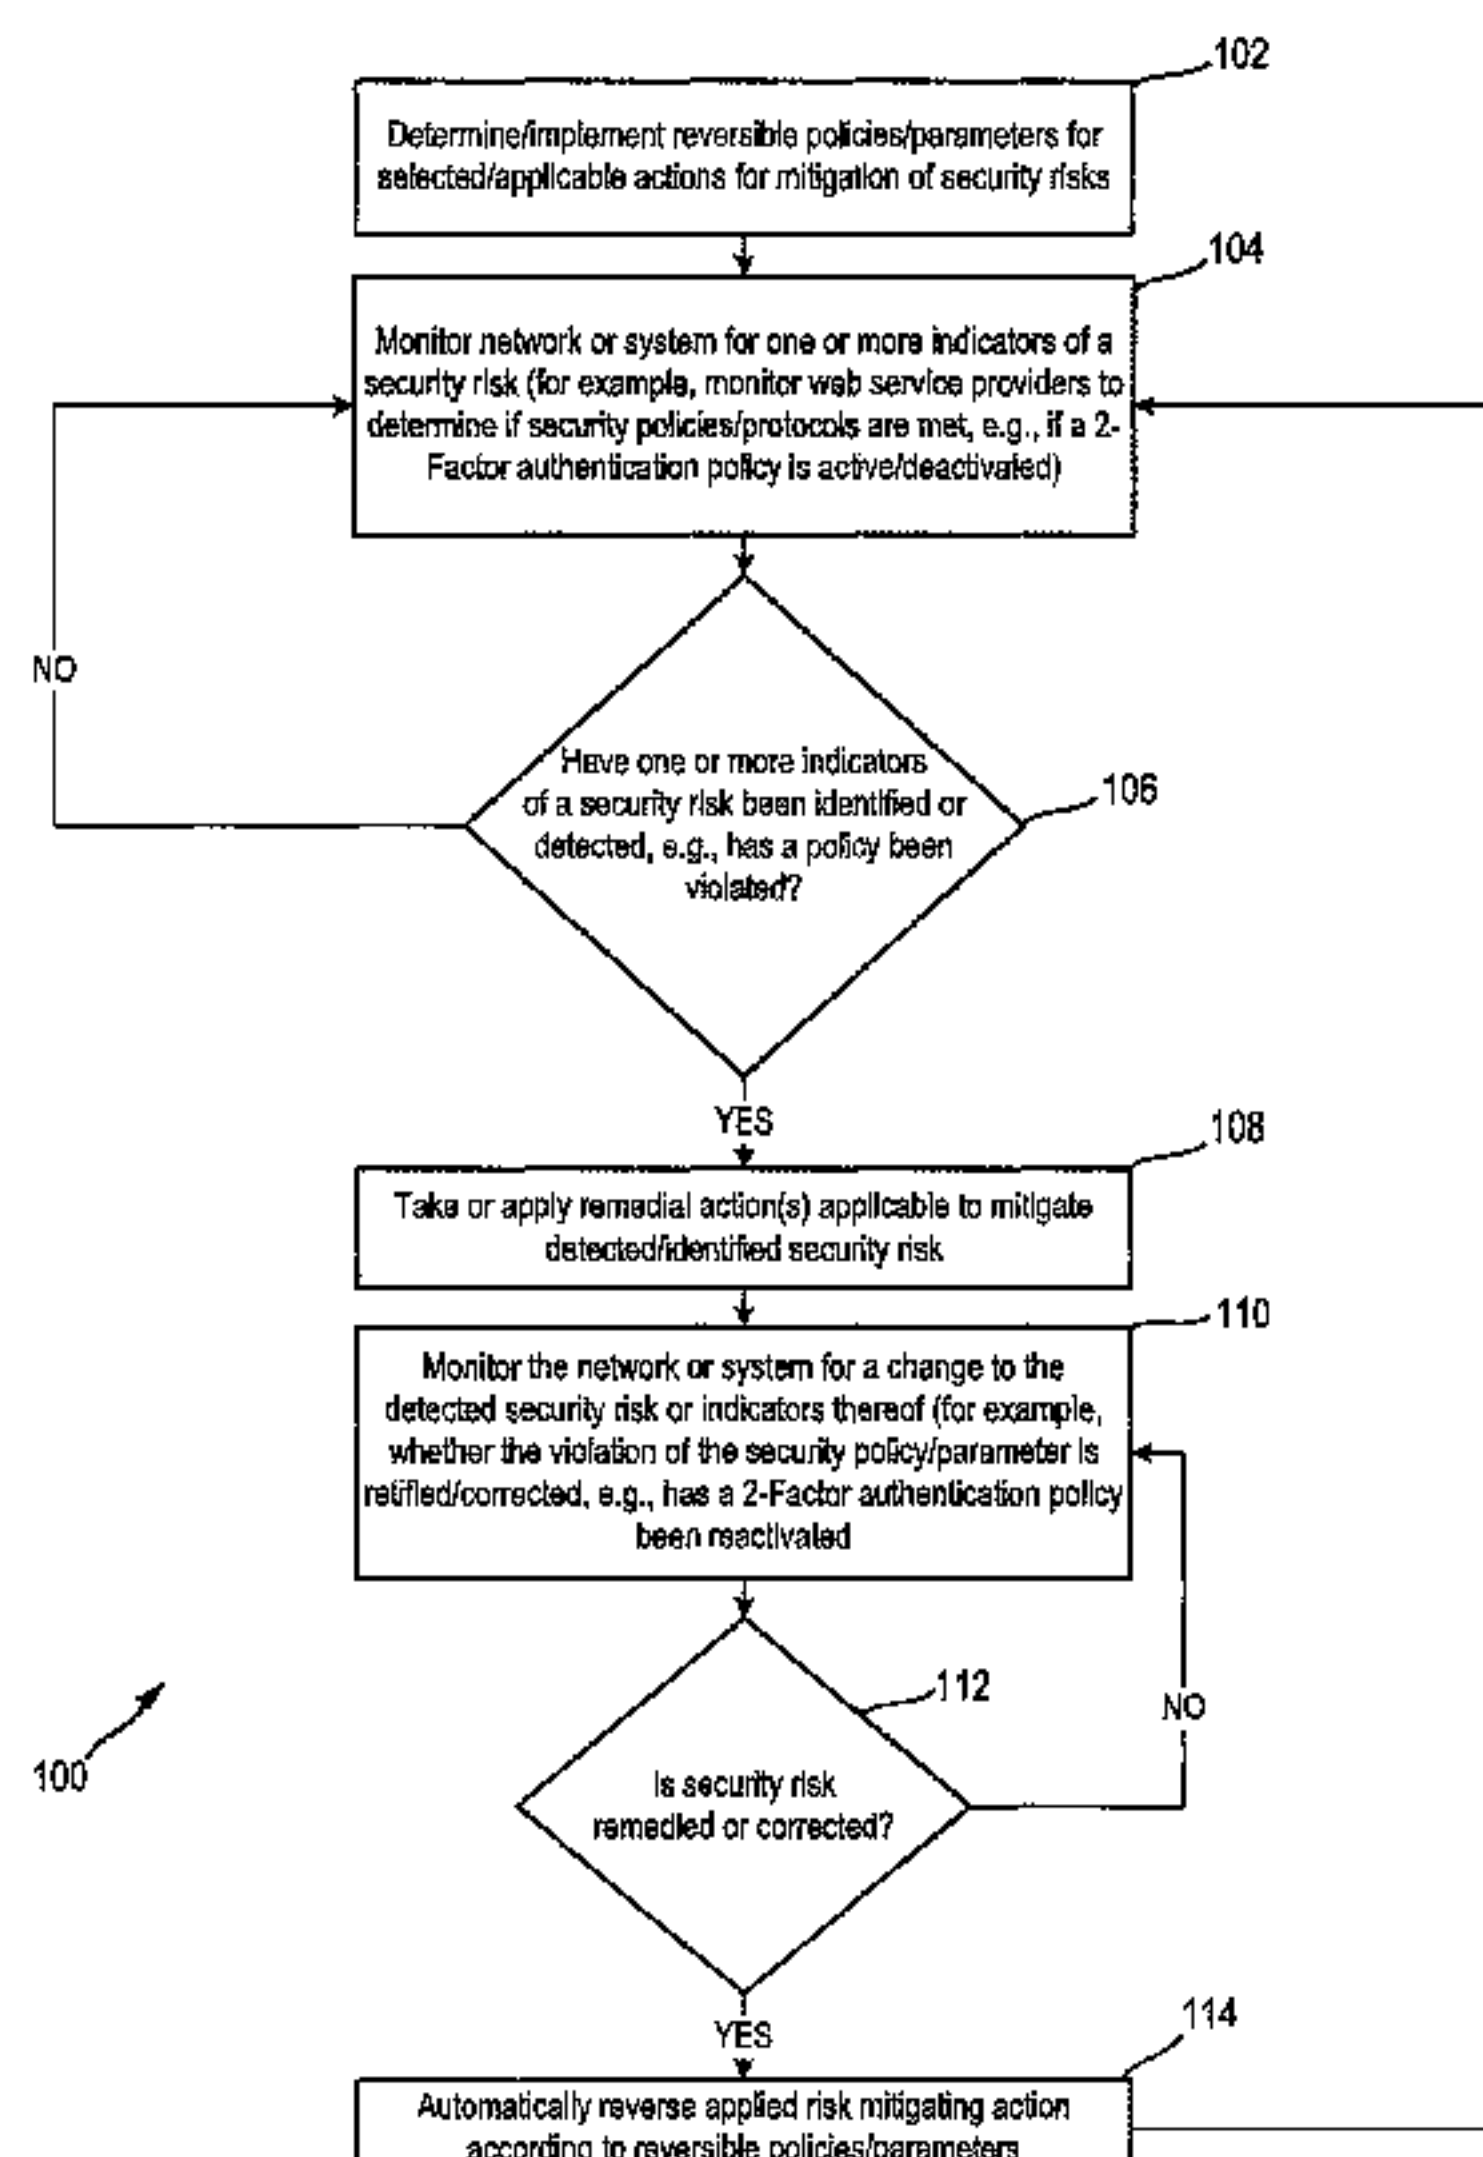 102
Determine/implement reversible policies/parameters for
selected/applicable actions for mitigation of security risks
104
Monitor network or system for one or more indicators of a
security risk (for example, monitor web service providers to
determine if security policies/protocols are met, e.g., if a 2-
Factor authentication policy is active/deactivated)
NO
Have one or more indicators
of a security risk been identified or
detected, e.g., has a policy been
violated?
106
YES
108
Take or apply remedial action(s) applicable to mitigate
detected/identified security risk
110
Monitor the network or system for a change to the
detected security risk or indicators thereof (for example,
whether the violation of the security policy/parameter is
retified/corrected, e.g., has a 2-Factor authentication policy
been reactivated
112
NO
100
Is security risk
remedied or corrected?
YES
114
Automatically reverse applied risk mitigating action
according to reversible policies/parameters